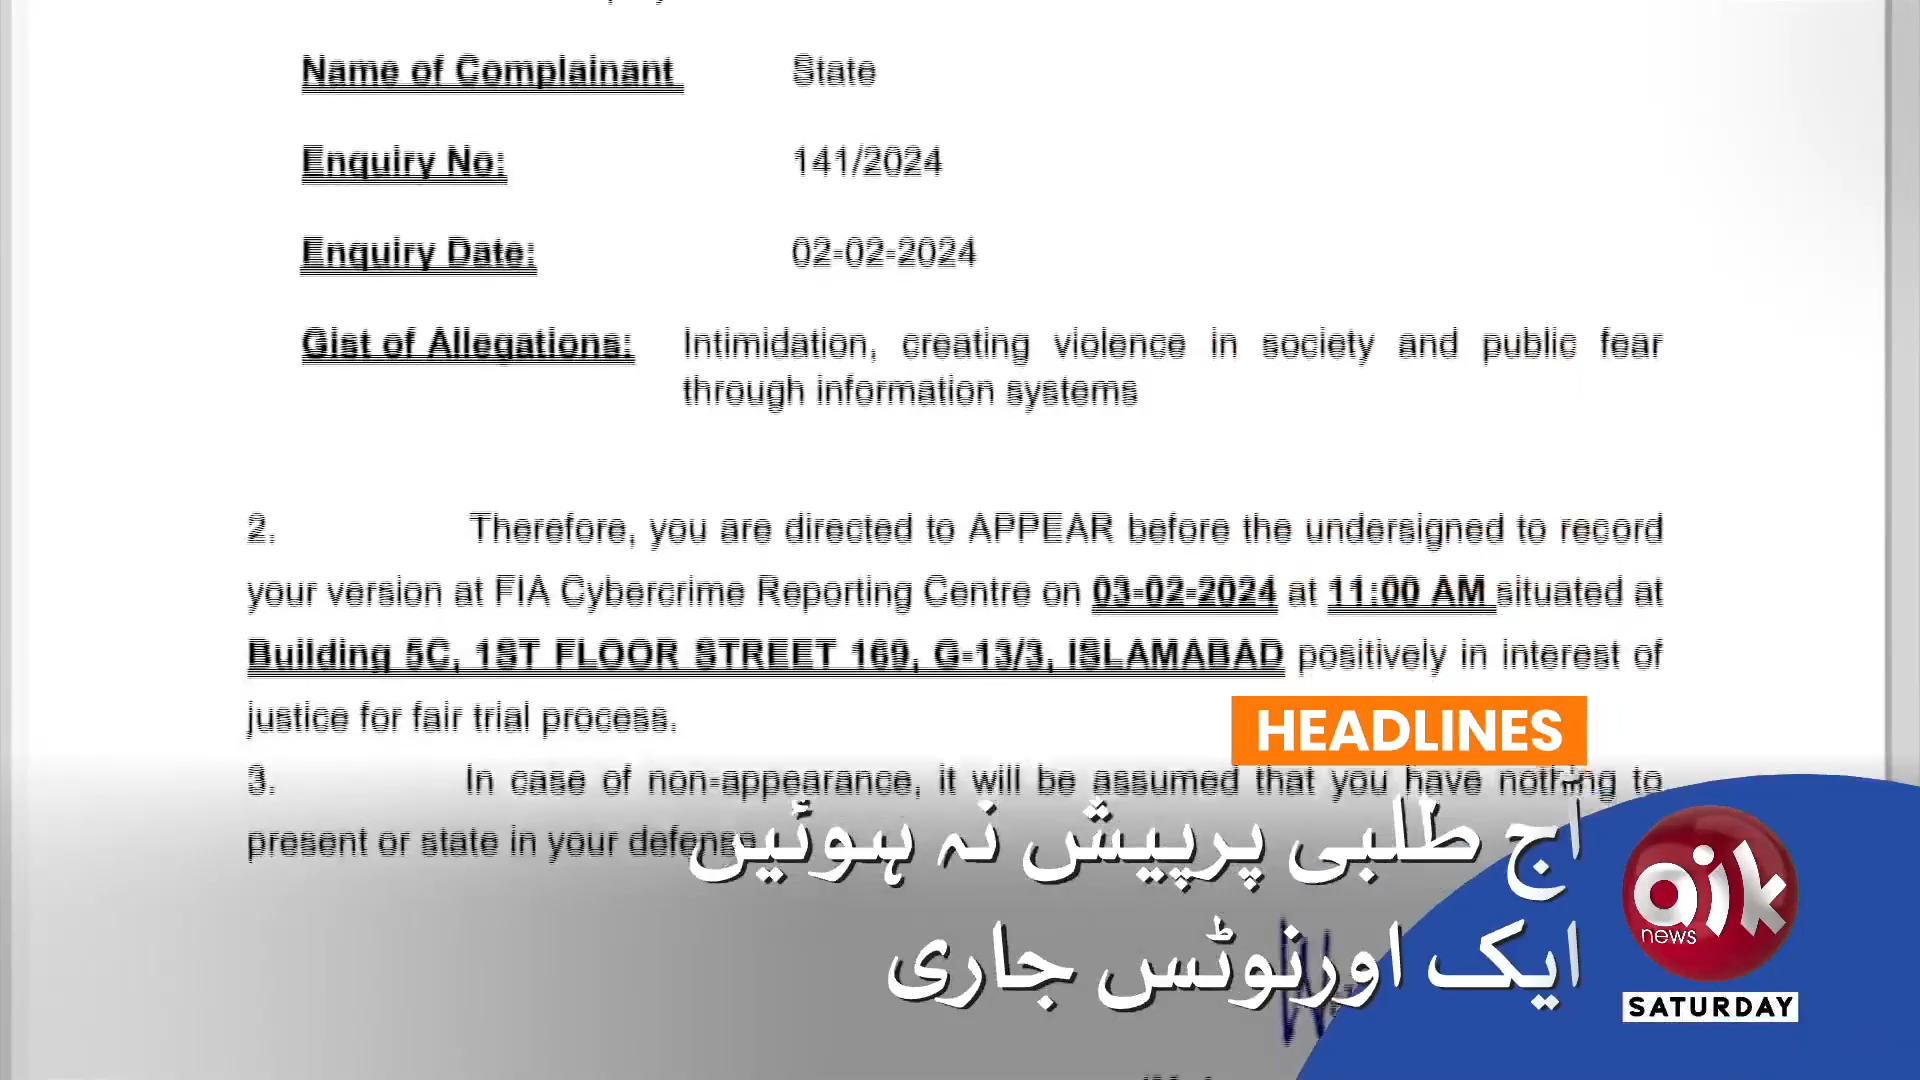 Name of Complainant State
Enquiry No: 141/2024
Enquiry Date: 02-02-2024
Gist of Allegations: Intimidation, creating violence in society and public fear
through information systems
2. Therefore, you are directed to APPEAR before the undersigned to record
your version at FIA Cybercrime Reporting Centre on 03-02-2024 at 11:00 AM situated at
Building 5C, 1ST FLOOR STREET 169, G-13/3, ISLAMABAD positively in interest of
justice for fair trial process.
3. In case of non-appearance, it will be assumed that you have nothing to
present or state in your defense
HEADLINES
آج طلبی پرپیش نہ ہوئیں
ایک اورنوٹس جاری
ajk
news
SATURDAY